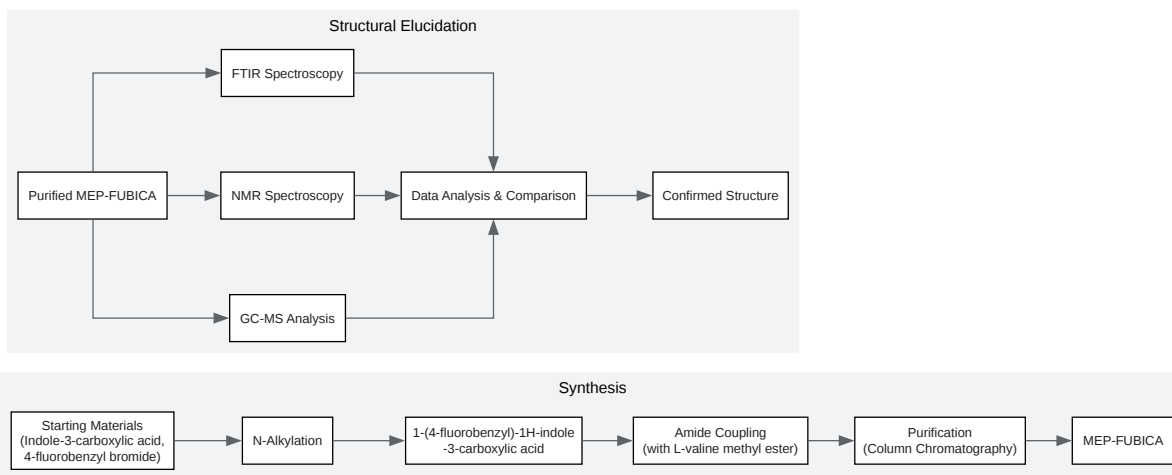 Structural Elucidation
FTIR Spectroscopy
Purified MEP-FUBICA
NMR Spectroscopy
Data Analysis & Comparison
Confirmed Structure
GC-MS Analysis
Synthesis
Starting Materials
(Indole-3-carboxylic acid,
4-fluorobenzyl bromide)
N-Alkylation
1-(4-fluorobenzyl)-1H-indole
-3-carboxylic acid
Amide Coupling
(with L-valine methyl ester)
Purification
(Column Chromatography)
MEP-FUBICA